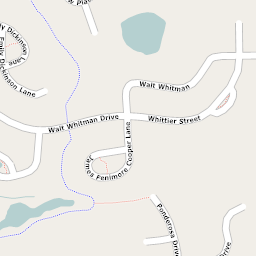 Emily Dickinson Lane
Walt Whitman
Walt Whitman Drive
Whittier Street
James Fenimore Cooper Lane
Ponderosa Drive